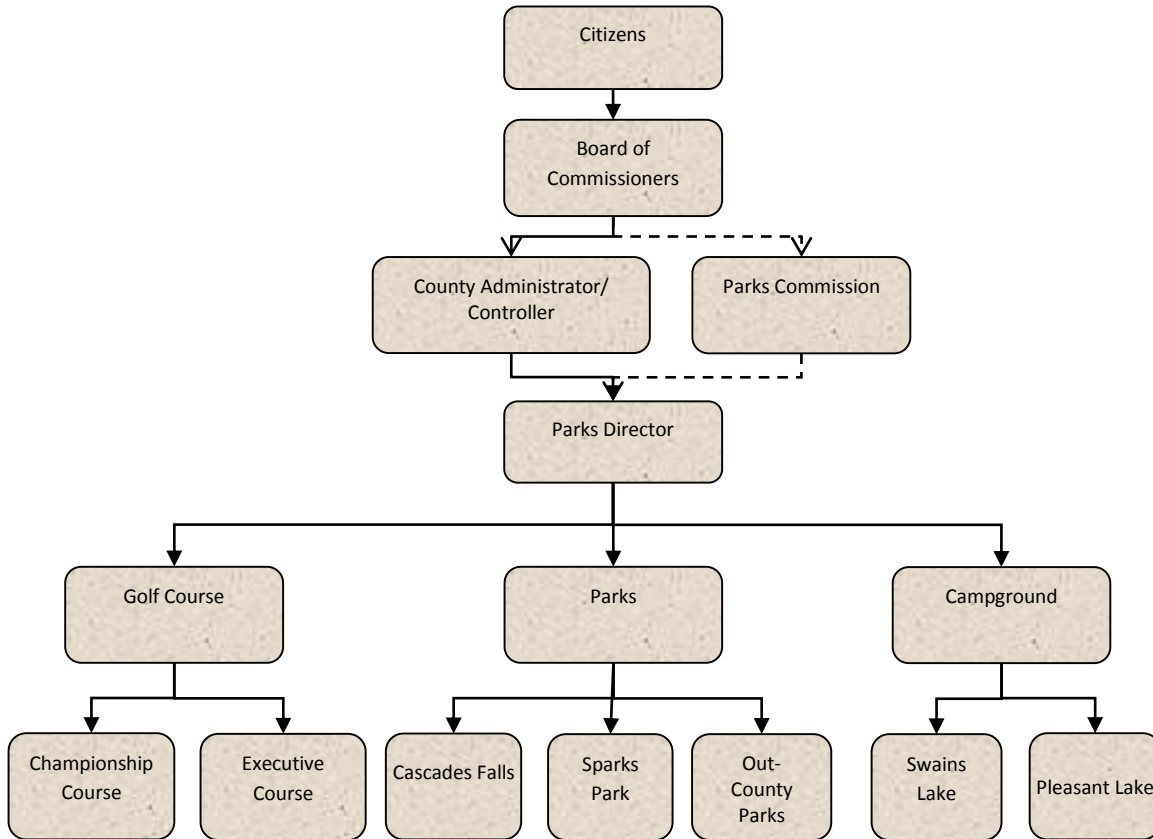 Citizens
Board of
Commissioners
County Administrator/
Controller
Parks Commission
Parks Director
Golf Course
Parks
Campground
Championship
Course
Executive
Course
Cascades Falls
Sparks
Park
Out-
County
Parks
Swains
Lake
Pleasant Lake